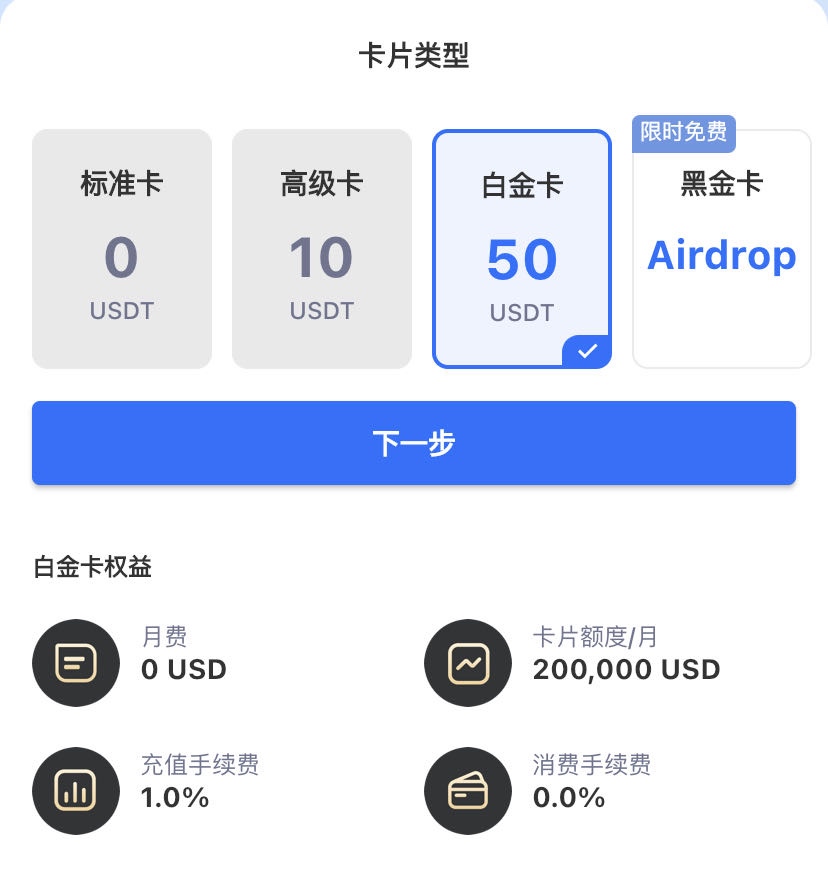 卡片类型
限时免费
标准卡 高级卡 白金卡 黑金卡
0 10 50 Airdrop
USDT USDT USDT
下一步
白金卡权益
月费 卡片额度/月
0 USD 200,000 USD
充值手续费 消费手续费
1.0% 0.0%